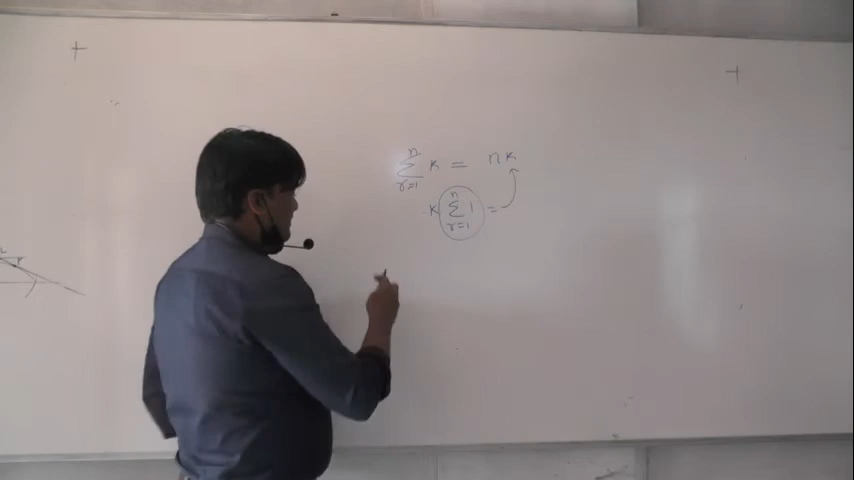 n
∑ K = nK
r=1
n
K ∑ 1 =
r=1